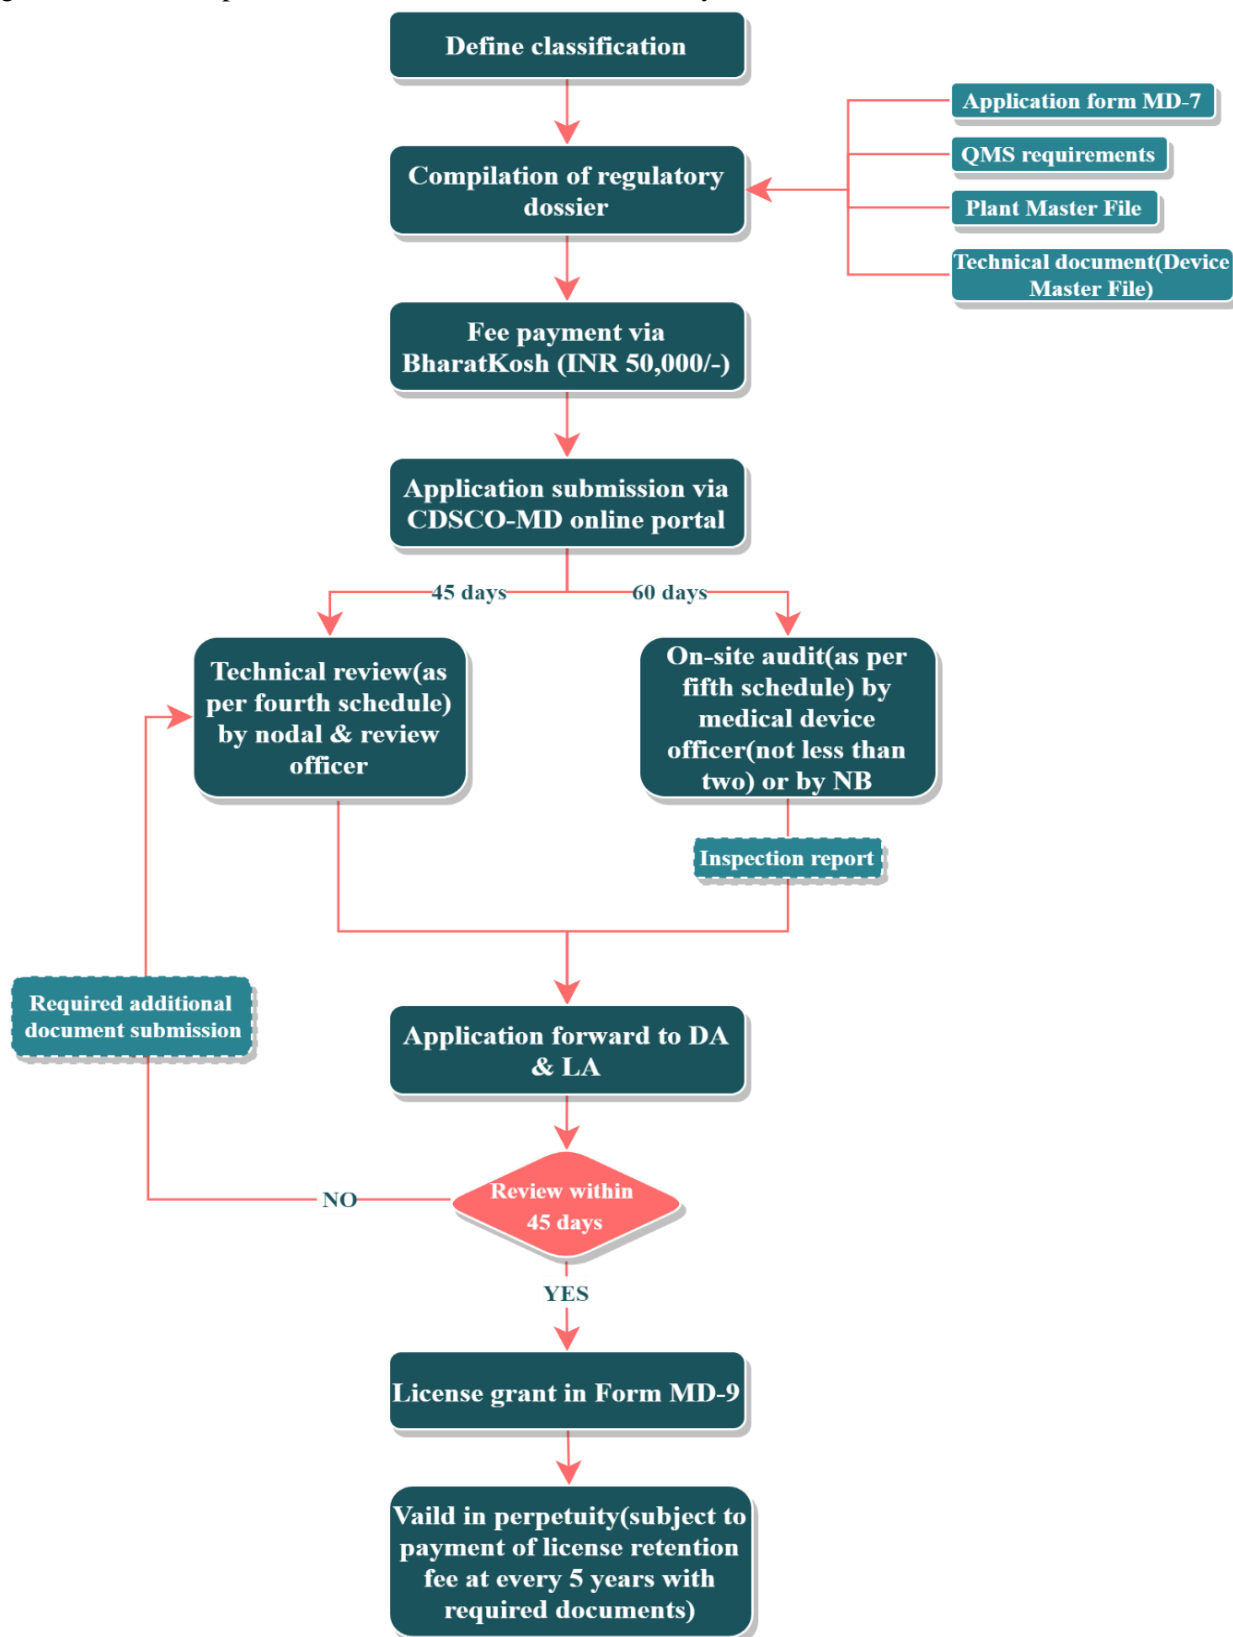 Define classification
Application form MD-7
QMS requirements
Compilation of regulatory
dossier
Plant Master File
Technical document(Device
Master File)
Fee payment via
BharatKosh (INR 50,000/-)
Application submission via
CDSCO-MD online portal
45 days
60 days
Technical review(as
per fourth schedule)
by nodal & review
officer
On-site audit(as per
fifth schedule) by
medical device
officer(not less than
two) or by NB
Inspection report
Required additional
document submission
Application forward to DA
& LA
Review within
45 days
NO
YES
License grant in Form MD-9
Vaild in perpetuity(subject to
payment of license retention
fee at every 5 years with
required documents)